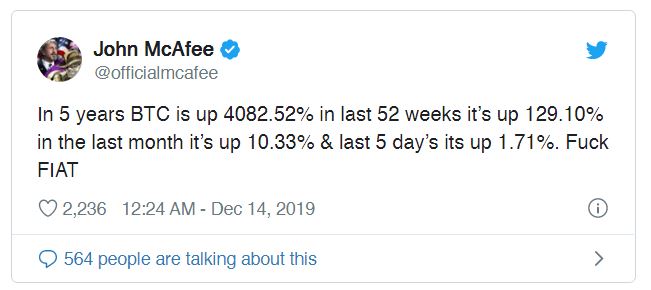 John McAfee
@officialmcafee
In 5 years BTC is up 4082.52% in last 52 weeks it’s up 129.10%
in the last month it’s up 10.33% & last 5 day’s its up 1.71%. Fuck
FIAT
2,236 12:24 AM - Dec 14, 2019
564 people are talking about this